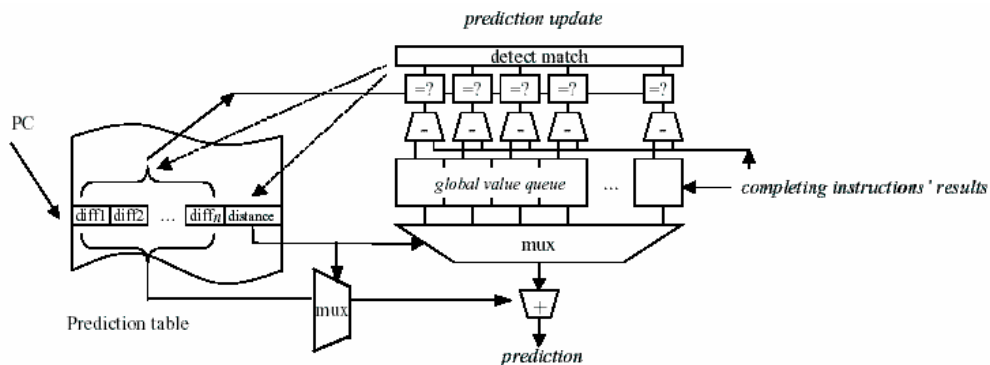 prediction update
detect match
=? =? =? =? =?
- - - - -
PC
global value queue ...
completing instructions' results
diff1 diff2 ... diffn distance
mux
mux
+
Prediction table
prediction